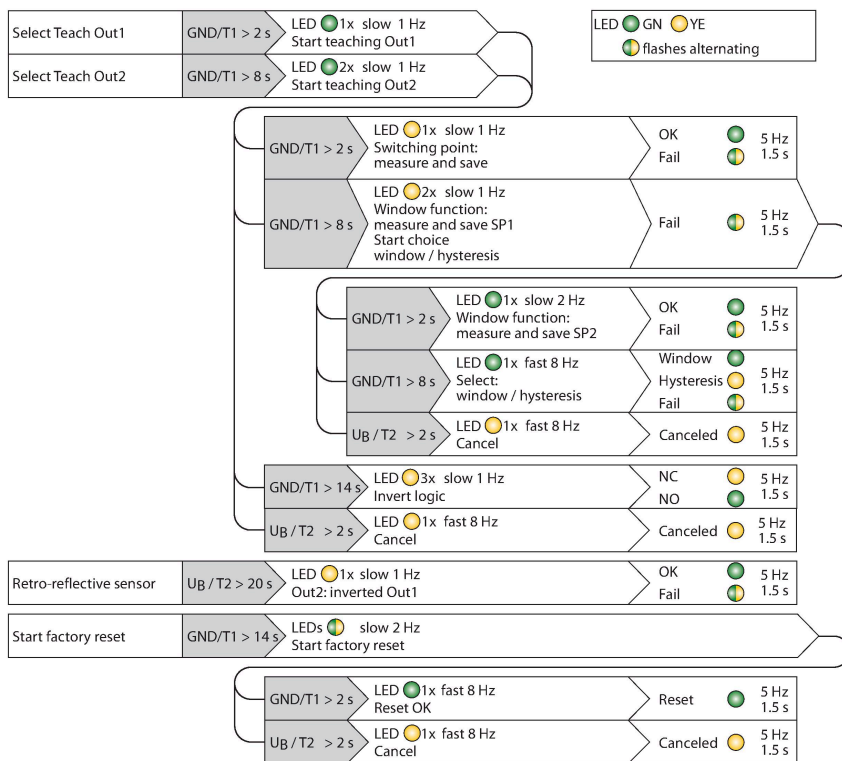 LED GN YE
flashes alternating
Select Teach Out1 GND/T1 > 2 s LED 1x slow 1 Hz
Start teaching Out1
Select Teach Out2 GND/T1 > 8 s LED 2x slow 1 Hz
Start teaching Out2
GND/T1 > 2 s LED 1x slow 1 Hz
Switching point:
measure and save
OK
Fail
5 Hz
1.5 s
GND/T1 > 8 s LED 2x slow 1 Hz
Window function:
measure and save SP1
Start choice
window / hysteresis
Fail
5 Hz
1.5 s
GND/T1 > 2 s LED 1x slow 2 Hz
Window function:
measure and save SP2
OK
Fail
5 Hz
1.5 s
GND/T1 > 8 s LED 1x fast 8 Hz
Select:
window / hysteresis
Window
Hysteresis
Fail
5 Hz
1.5 s
UB / T2 > 2 s LED 1x fast 8 Hz
Cancel
Canceled
5 Hz
1.5 s
GND/T1 > 14 s LED 3x slow 1 Hz
Invert logic
NC
NO
5 Hz
1.5 s
UB / T2 > 2 s LED 1x fast 8 Hz
Cancel
Canceled
5 Hz
1.5 s
Retro-reflective sensor UB / T2 > 20 s LED 1x slow 1 Hz
Out2: inverted Out1
OK
Fail
5 Hz
1.5 s
Start factory reset GND/T1 > 14 s LEDs slow 2 Hz
Start factory reset
GND/T1 > 2 s LED 1x fast 8 Hz
Reset OK
Reset
5 Hz
1.5 s
UB / T2 > 2 s LED 1x fast 8 Hz
Cancel
Canceled
5 Hz
1.5 s